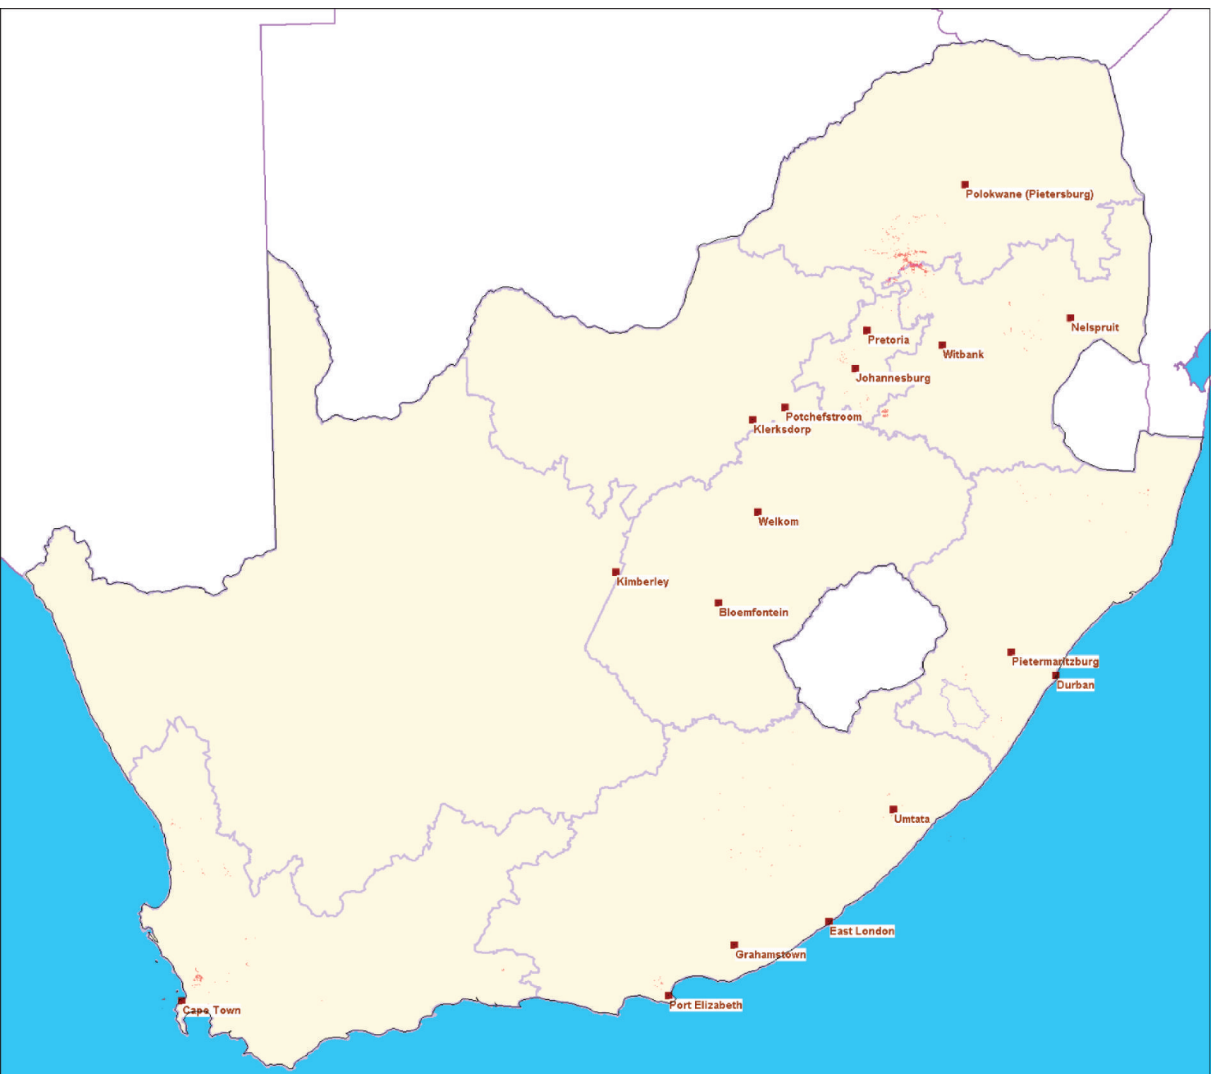 Polokwane (Pietersburg)
Nelspruit
Pretoria
Witbank
Johannesburg
Potchefstroom
Klerksdorp
Welkom
Kimberley
Bloemfontein
Pietermaritzburg
Durban
Umtata
East London
Grahamstown
Port Elizabeth
Cape Town